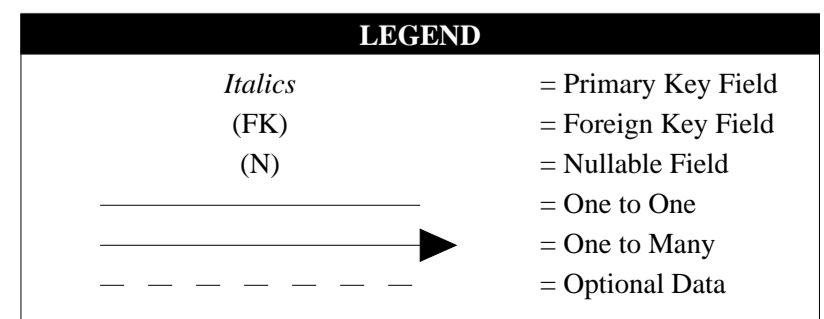 LEGEND
Italics = Primary Key Field
(FK) = Foreign Key Field
(N) = Nullable Field
= One to One
= One to Many
= Optional Data